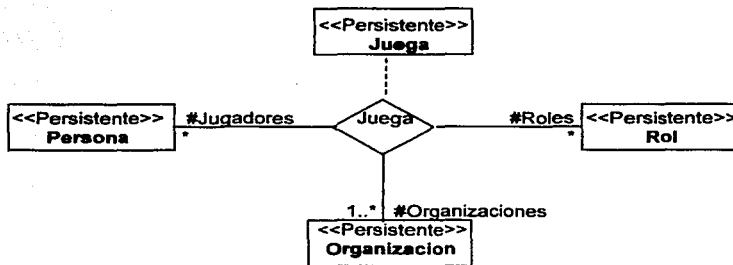 <<Persistente>>
Juega
<<Persistente>>
Persona
#Jugadores
*
Juega
#Roles
*
<<Persistente>>
Rol
1..*
#Organizaciones
<<Persistente>>
Organizacion